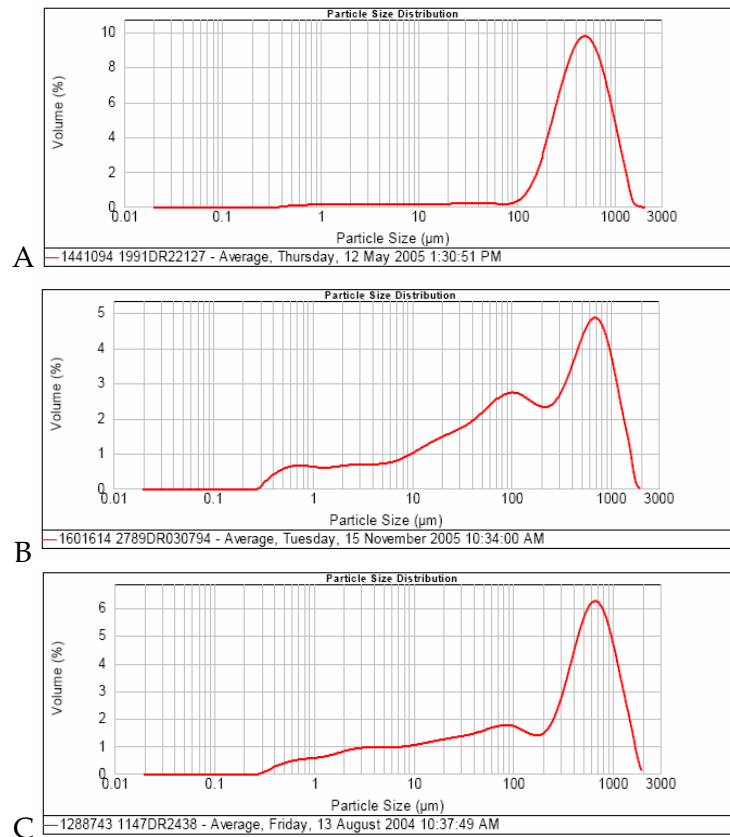 Particle Size Distribution
Volume (%)
10
8
6
4
2
0
0.01 0.1 1 10 100 1000 3000
Particle Size (µm)
A 1441094 1991DR22127 - Average, Thursday, 12 May 2005 1:30:51 PM
Particle Size Distribution
Volume (%)
5
4
3
2
1
0
0.01 0.1 1 10 100 1000 3000
Particle Size (µm)
B 1601614 2789DR030794 - Average, Tuesday, 15 November 2005 10:34:00 AM
Particle Size Distribution
Volume (%)
6
5
4
3
2
1
0
0.01 0.1 1 10 100 1000 3000
Particle Size (µm)
C 1288743 1147DR2438 - Average, Friday, 13 August 2004 10:37:49 AM